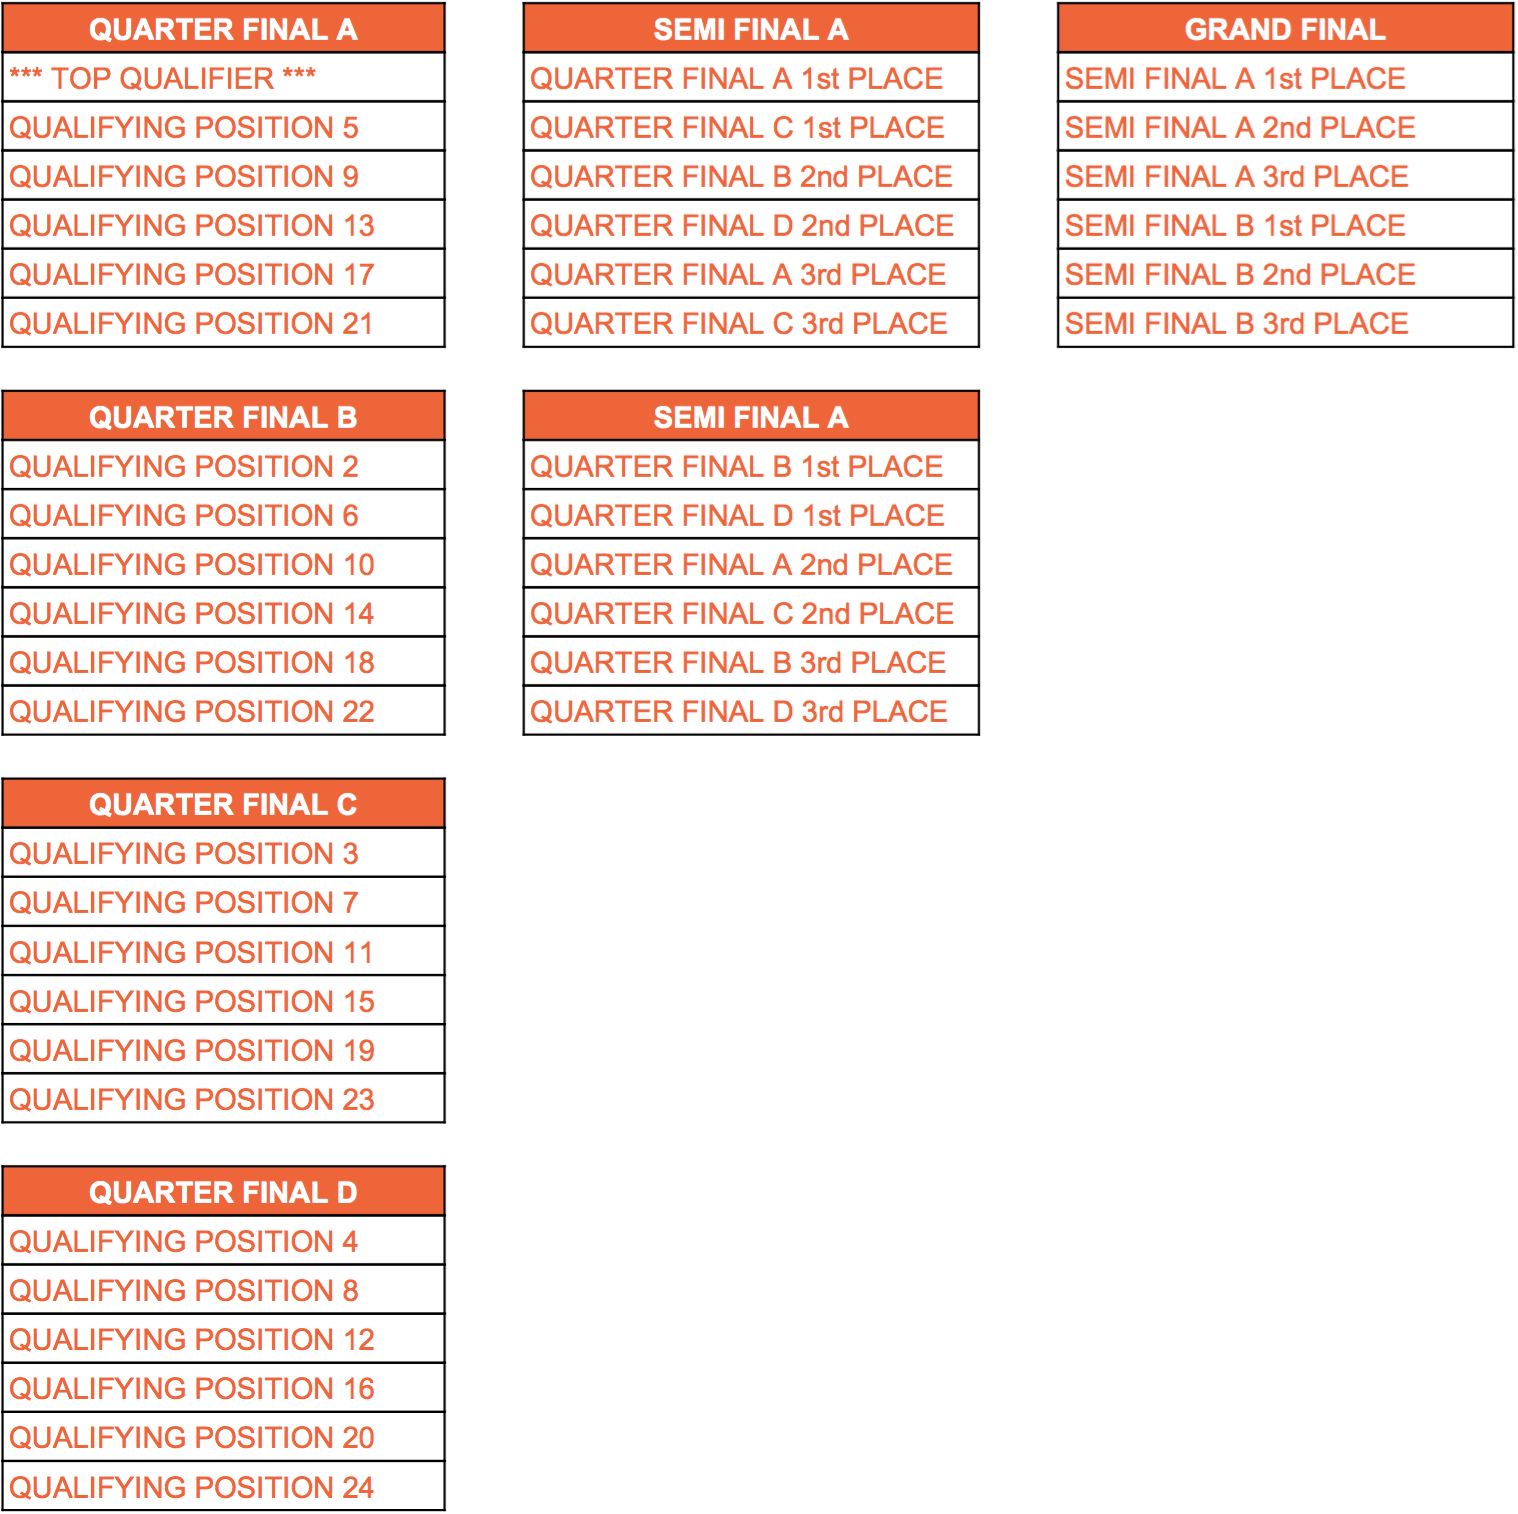 QUARTER FINAL A
*** TOP QUALIFIER ***
QUALIFYING POSITION 5
QUALIFYING POSITION 9
QUALIFYING POSITION 13
QUALIFYING POSITION 17
QUALIFYING POSITION 21
QUARTER FINAL B
QUALIFYING POSITION 2
QUALIFYING POSITION 6
QUALIFYING POSITION 10
QUALIFYING POSITION 14
QUALIFYING POSITION 18
QUALIFYING POSITION 22
QUARTER FINAL C
QUALIFYING POSITION 3
QUALIFYING POSITION 7
QUALIFYING POSITION 11
QUALIFYING POSITION 15
QUALIFYING POSITION 19
QUALIFYING POSITION 23
QUARTER FINAL D
QUALIFYING POSITION 4
QUALIFYING POSITION 8
QUALIFYING POSITION 12
QUALIFYING POSITION 16
QUALIFYING POSITION 20
QUALIFYING POSITION 24
SEMI FINAL A
QUARTER FINAL A 1st PLACE
QUARTER FINAL C 1st PLACE
QUARTER FINAL B 2nd PLACE
QUARTER FINAL D 2nd PLACE
QUARTER FINAL A 3rd PLACE
QUARTER FINAL C 3rd PLACE
SEMI FINAL A
QUARTER FINAL B 1st PLACE
QUARTER FINAL D 1st PLACE
QUARTER FINAL A 2nd PLACE
QUARTER FINAL C 2nd PLACE
QUARTER FINAL B 3rd PLACE
QUARTER FINAL D 3rd PLACE
GRAND FINAL
SEMI FINAL A 1st PLACE
SEMI FINAL A 2nd PLACE
SEMI FINAL A 3rd PLACE
SEMI FINAL B 1st PLACE
SEMI FINAL B 2nd PLACE
SEMI FINAL B 3rd PLACE